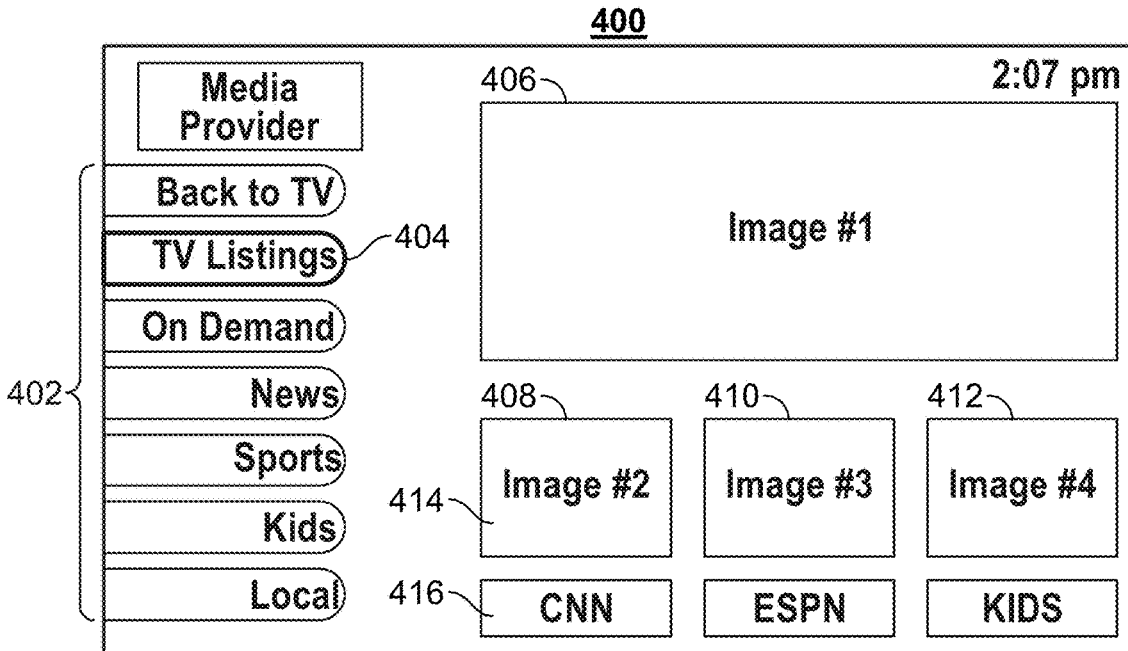 400
2:07 pm
Media
Provider
406
Image #1
402
Back to TV
TV Listings
404
On Demand
News
Sports
Kids
Local
408
410
412
Image #2
Image #3
Image #4
414
416
CNN
ESPN
KIDS